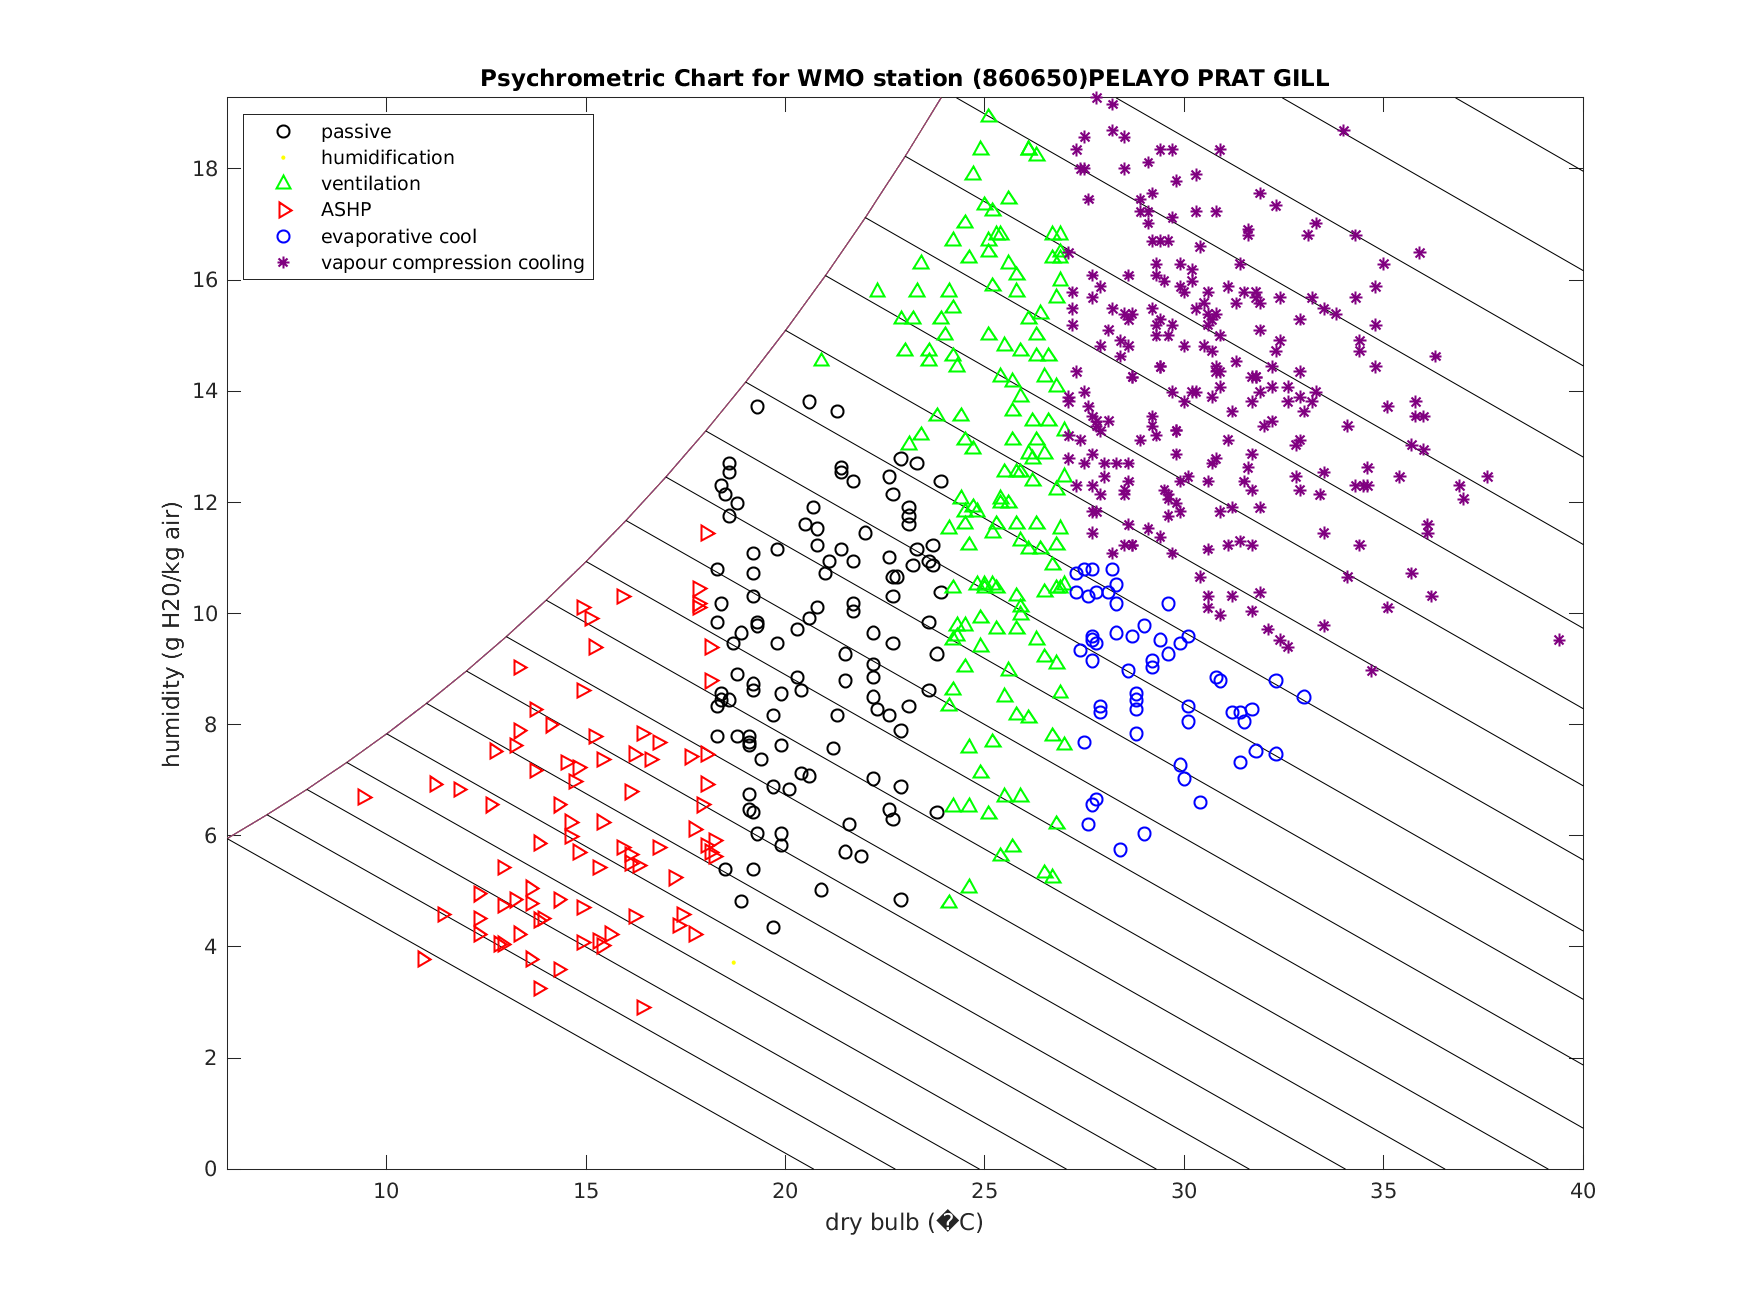 Psychrometric Chart for WMO station (860650)PELAYO PRAT GILL
passive
humidification
ventilation
ASHP
evaporative cool
vapour compression cooling
humidity (g H20/kg air)
18
16
14
12
10
8
6
4
2
0
10 15 20 25 30 35 40
dry bulb (�C)